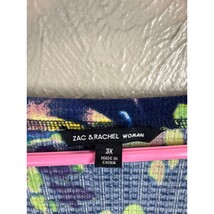 ZAC & RACHEL WOMAN
3X
MADE IN
CHINA